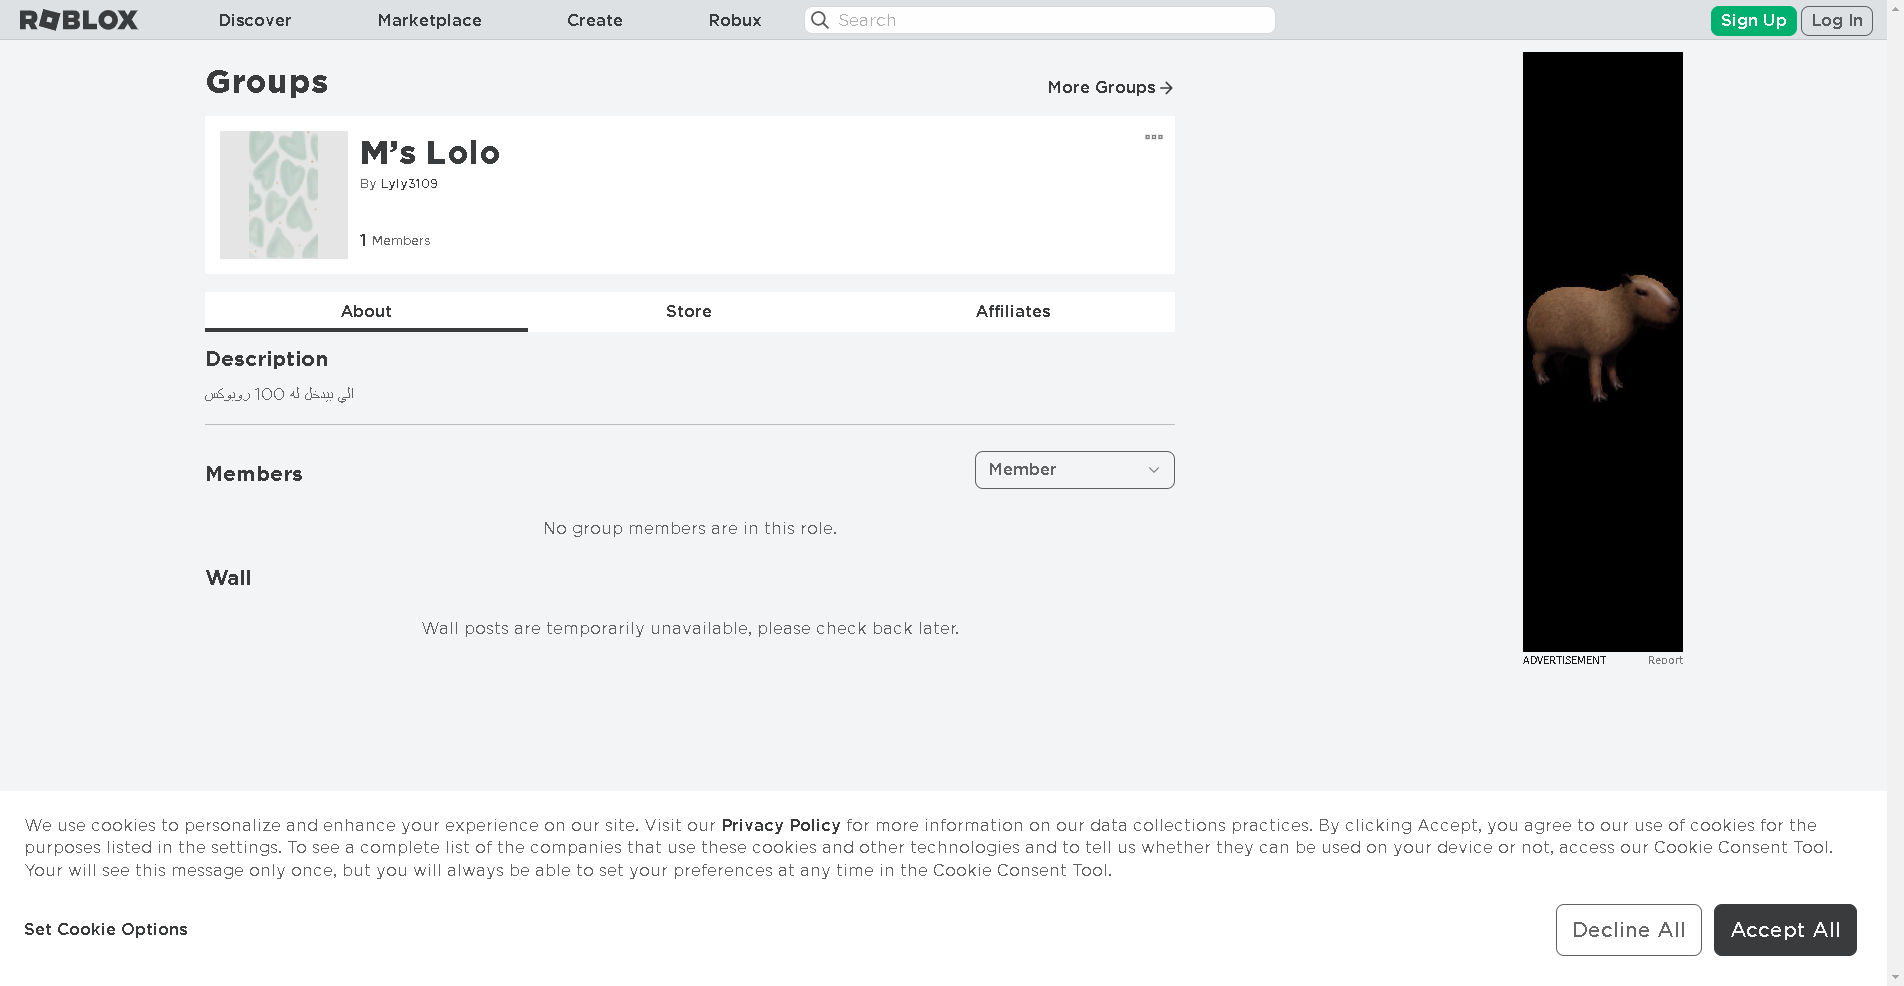 ROBLOX
Discover
Marketplace
Create
Robux
Search
Sign Up
Log In
Groups
More Groups
M's Lolo
By Lyly3109
1 Members
About
Store
Affiliates
Description
الي بيدخل له 100 روبوكس
Members
Member
No group members are in this role.
Wall
Wall posts are temporarily unavailable, please check back later.
ADVERTISEMENT
Report
We use cookies to personalize and enhance your experience on our site. Visit our Privacy Policy for more information on our data collections practices. By clicking Accept, you agree to our use of cookies for the
purposes listed in the settings. To see a complete list of the companies that use these cookies and other technologies and to tell us whether they can be used on your device or not, access our Cookie Consent Tool.
Your will see this message only once, but you will always be able to set your preferences at any time in the Cookie Consent Tool.
Set Cookie Options
Decline All
Accept All